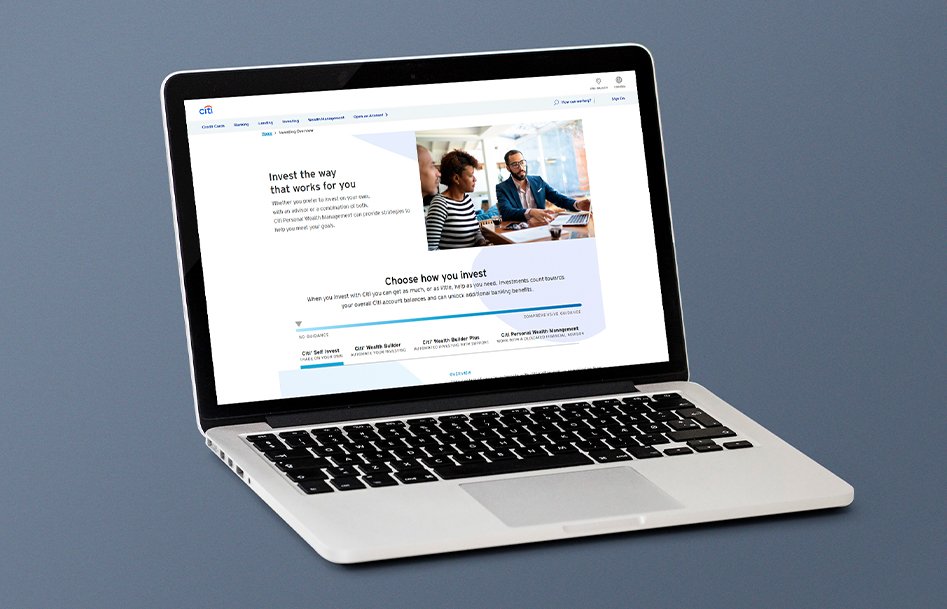 citi
Credit Cards Banking Lending Investing Wealth Management Open an Account
How can we help?
Sign On
Home > Investing Overview
Invest the way
that works for you
Whether you prefer to invest on your own,
with an advisor or a combination of both,
Citi Personal Wealth Management can provide strategies to
help you meet your goals.
Choose how you invest
When you invest with Citi you can get as much, or as little, help as you need. Investments count towards
your overall Citi account balances and can unlock additional banking benefits.
NO GUIDANCE
COMPREHENSIVE GUIDANCE
Citi® Self Invest
TRADE ON YOUR OWN
Citi® Wealth Builder
AUTOMATE YOUR INVESTING
Citi® Wealth Builder Plus
AUTOMATED INVESTING WITH ADVISORS
Citi Personal Wealth Management
WORK WITH A DEDICATED FINANCIAL ADVISOR
OVERVIEW